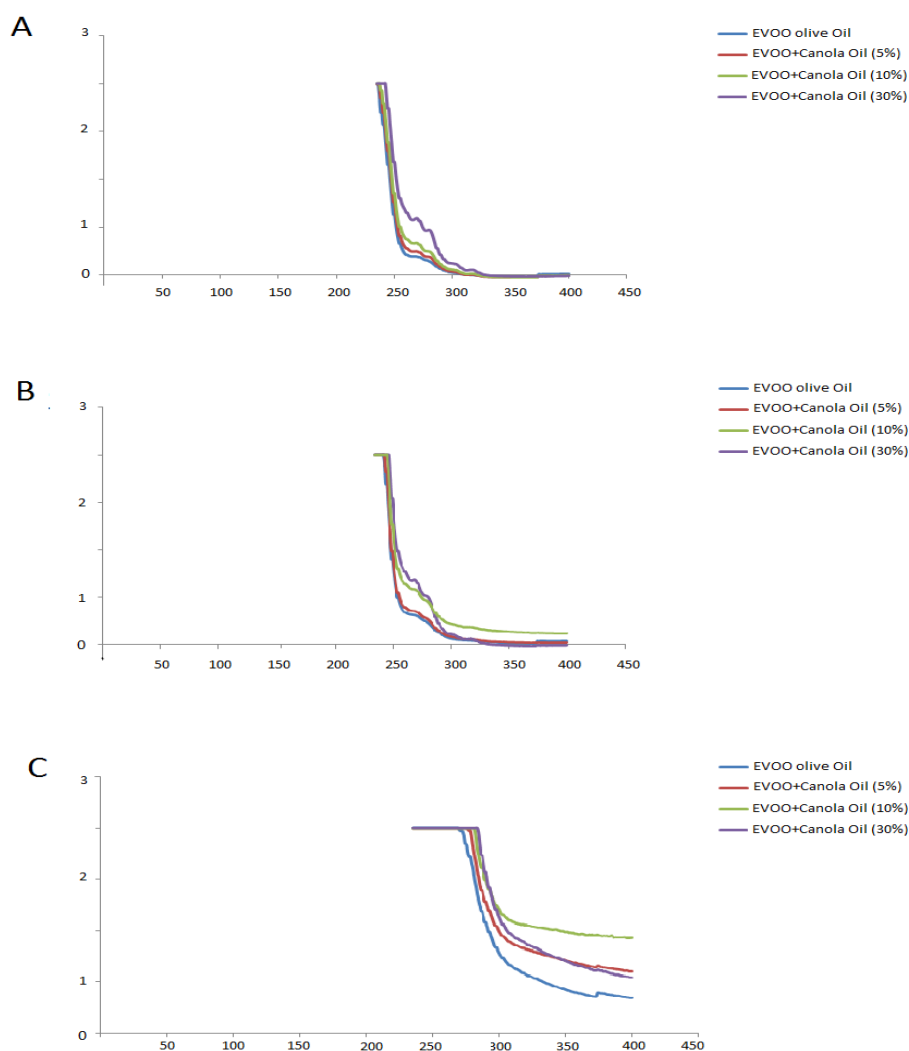 A
3
2
1
0
50 100 150 200 250 300 350 400 450
EVOO olive Oil
EVOO+Canola Oil (5%)
EVOO+Canola Oil (10%)
EVOO+Canola Oil (30%)
B
3
2
1
0
50 100 150 200 250 300 350 400 450
EVOO olive Oil
EVOO+Canola Oil (5%)
EVOO+Canola Oil (10%)
EVOO+Canola Oil (30%)
C
3
2
1
0
50 100 150 200 250 300 350 400 450
EVOO olive Oil
EVOO+Canola Oil (5%)
EVOO+Canola Oil (10%)
EVOO+Canola Oil (30%)